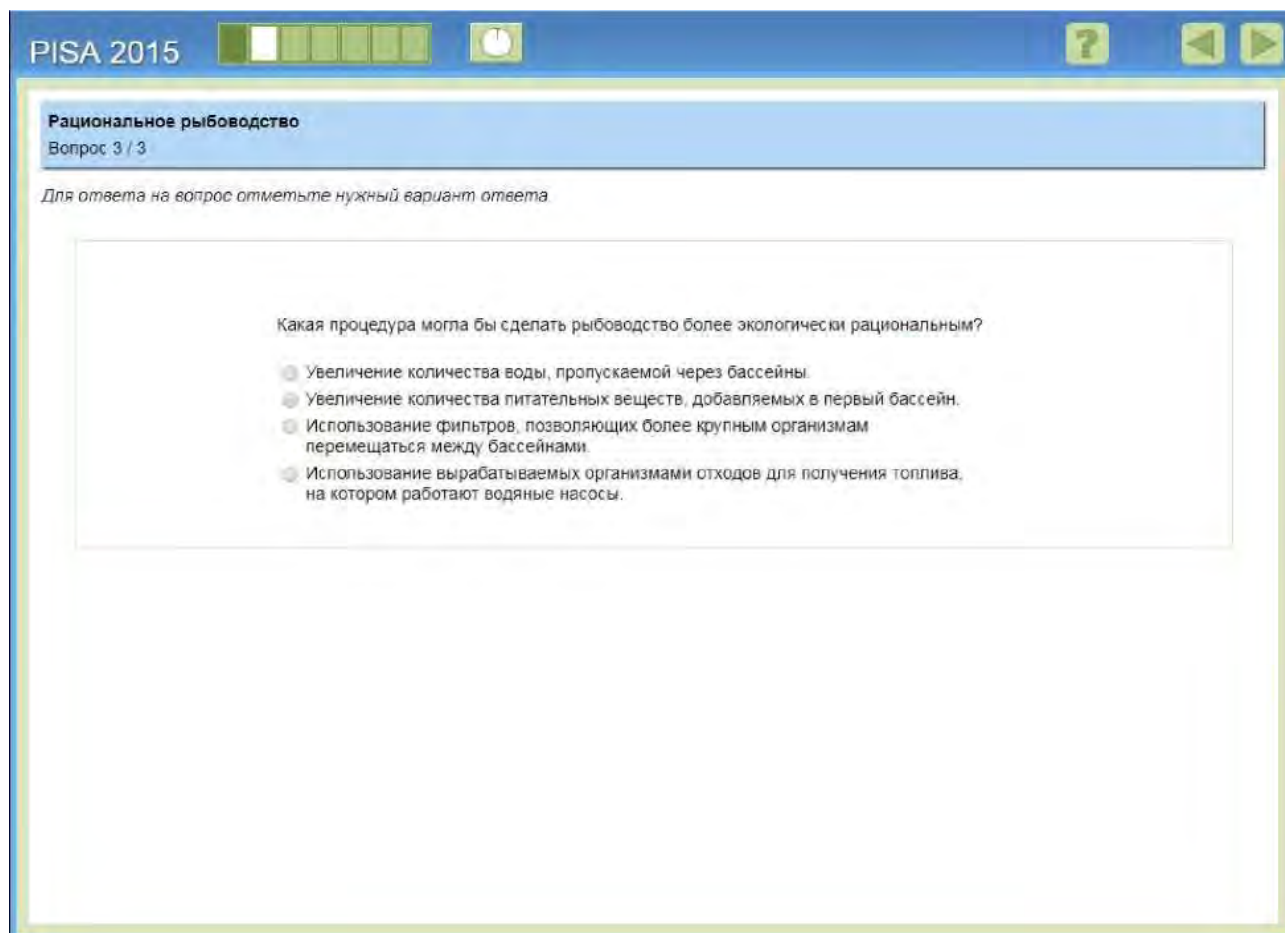 PISA 2015
?
Рациональное рыбоводство
Вопрос 3 / 3
Для ответа на вопрос отметьте нужный вариант ответа
Какая процедура могла бы сделать рыбоводство более экологически рациональным?
Увеличение количества воды, пропускаемой через бассейны.
Увеличение количества питательных веществ, добавляемых в первый бассейн.
Использование фильтров, позволяющих более крупным организмам
перемещаться между бассейнами.
Использование вырабатываемых организмами отходов для получения топлива,
на котором работают водяные насосы.